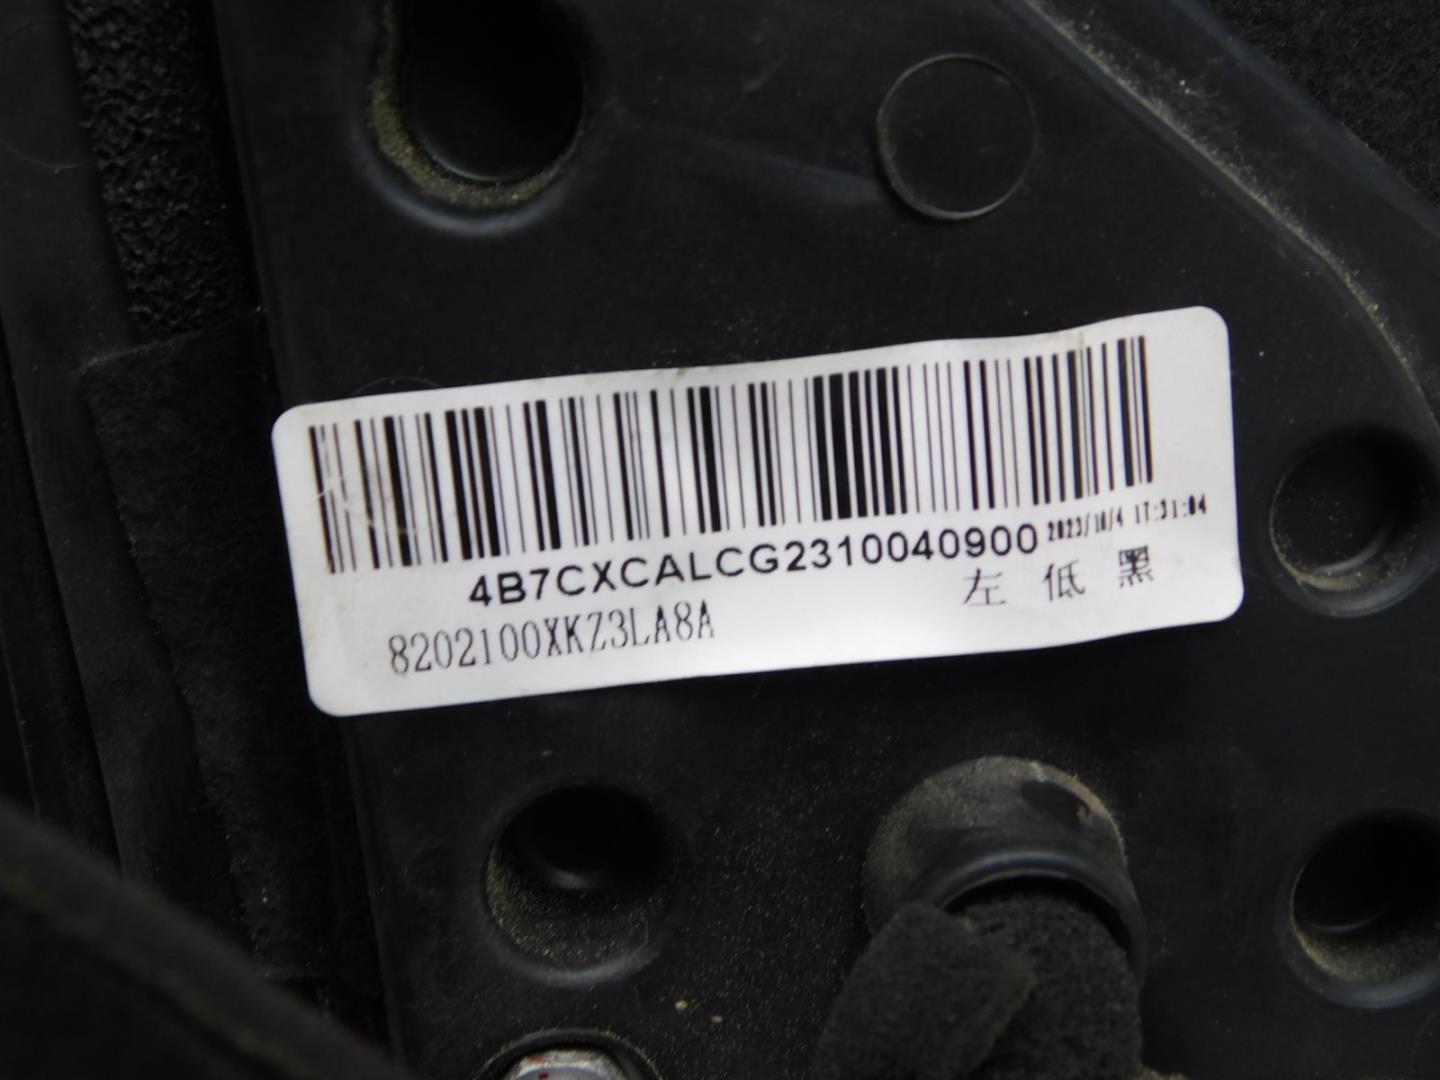 4B7CXCALCG2310040900 2023/10/4 17:31:04
8202100XKZ3LA8A 左 低 黑